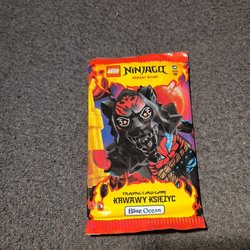 LEGO NINJAGO
TRADING CARD GAME
KRWAWY KSIĘŻYC
Blue Ocean